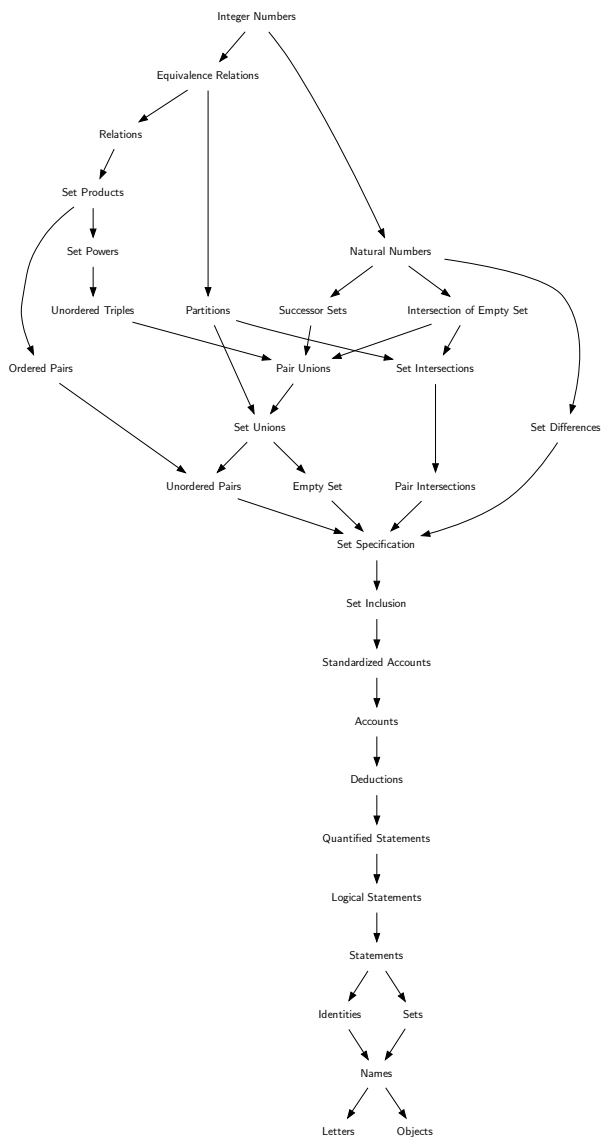 Integer Numbers
Equivalence Relations
Relations
Set Products
Set Powers
Natural Numbers
Unordered Triples
Partitions
Successor Sets
Intersection of Empty Set
Ordered Pairs
Pair Unions
Set Intersections
Set Unions
Set Differences
Unordered Pairs
Empty Set
Pair Intersections
Set Specification
Set Inclusion
Standardized Accounts
Accounts
Deductions
Quantified Statements
Logical Statements
Statements
Identities
Sets
Names
Letters
Objects